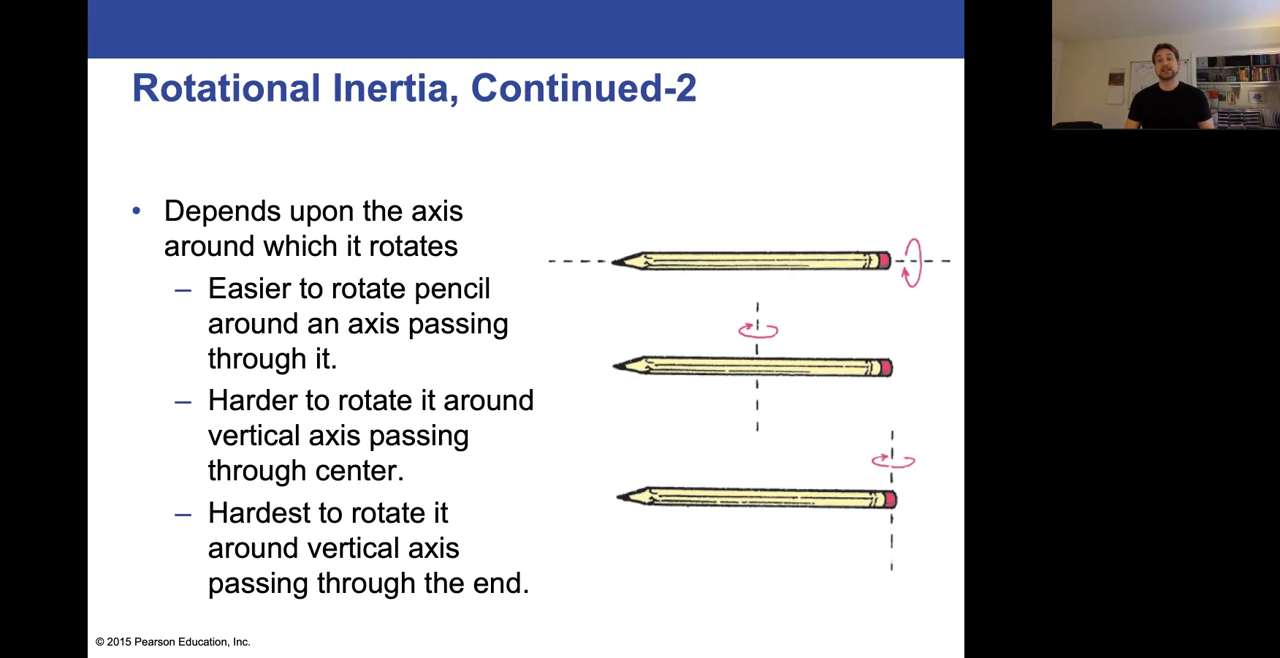 Rotational Inertia, Continued-2
• Depends upon the axis
around which it rotates
– Easier to rotate pencil
around an axis passing
through it.
– Harder to rotate it around
vertical axis passing
through center.
– Hardest to rotate it
around vertical axis
passing through the end.
© 2015 Pearson Education, Inc.